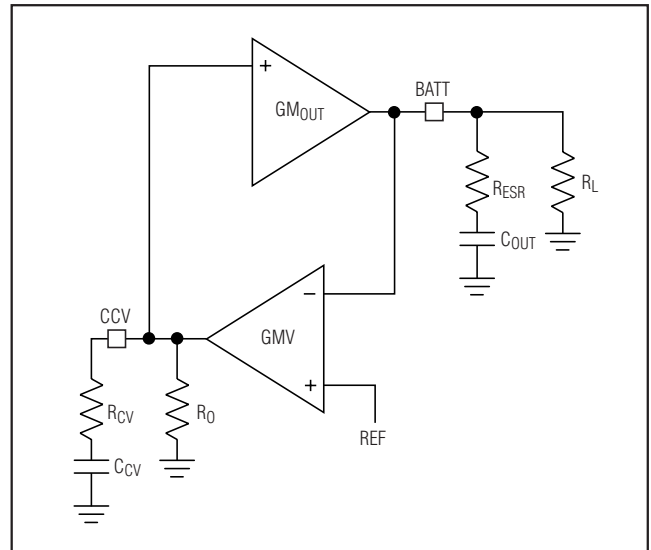 +
GMOUT
BATT
RESR
RL
COUT
−
CCV
GMV
+
RCV
RO
REF
CCV